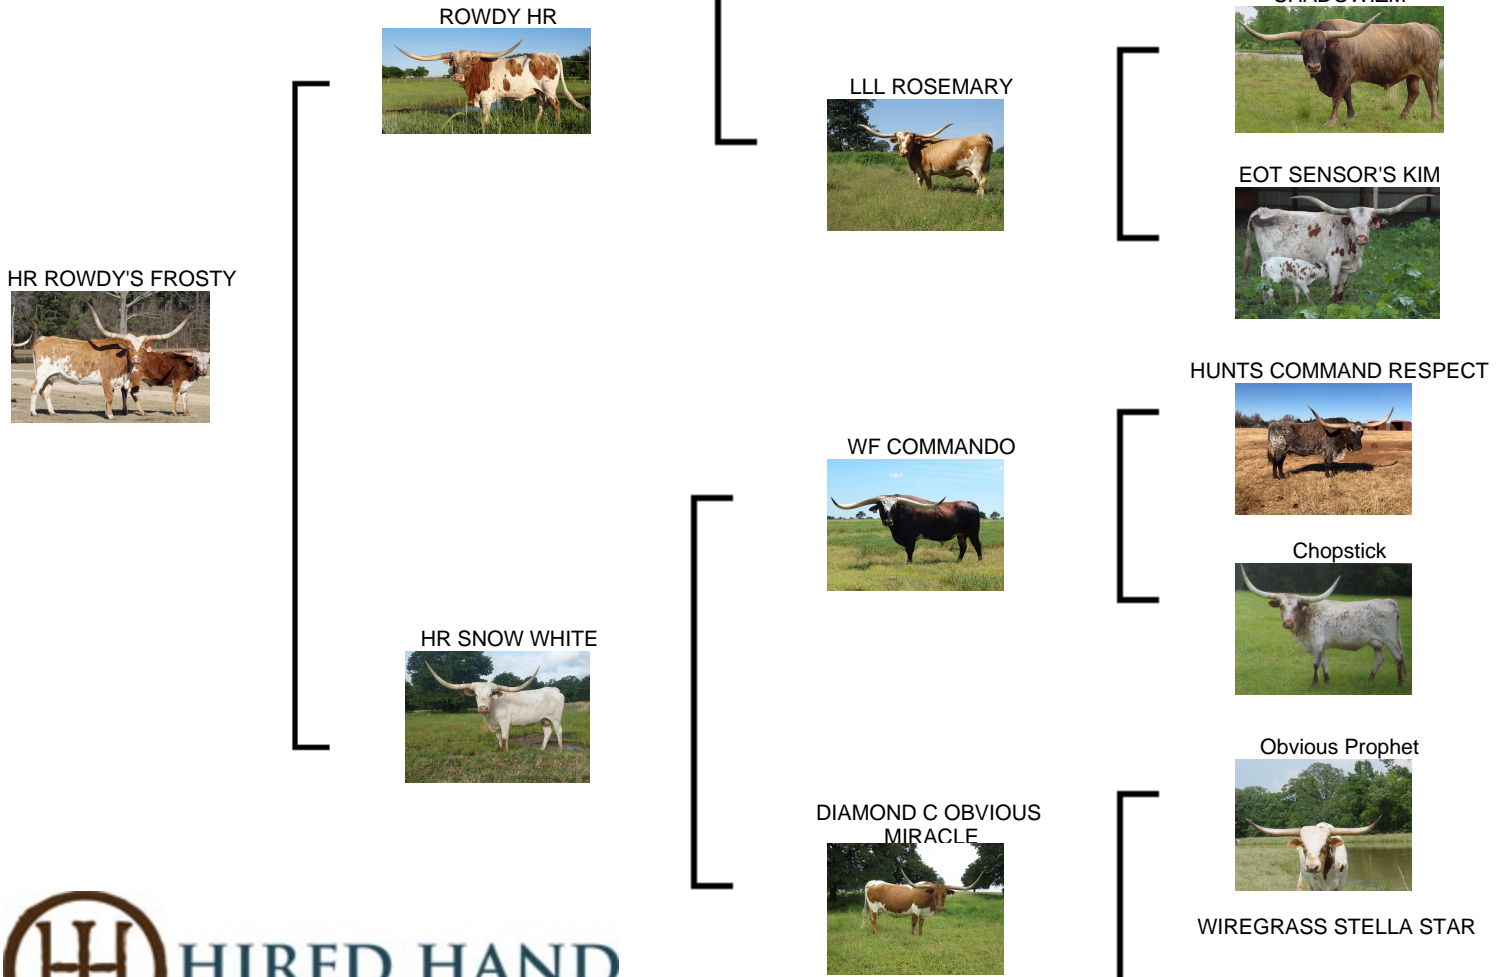 ROWDY HR
LLL ROSEMARY
EOT SENSOR'S KIM
HR ROWDY'S FROSTY
HUNTS COMMAND RESPECT
WF COMMANDO
Chopstick
HR SNOW WHITE
Obvious Prophet
DIAMOND C OBVIOUS
MIRACLE
WIREGRASS STELLA STAR
HIRED HAND